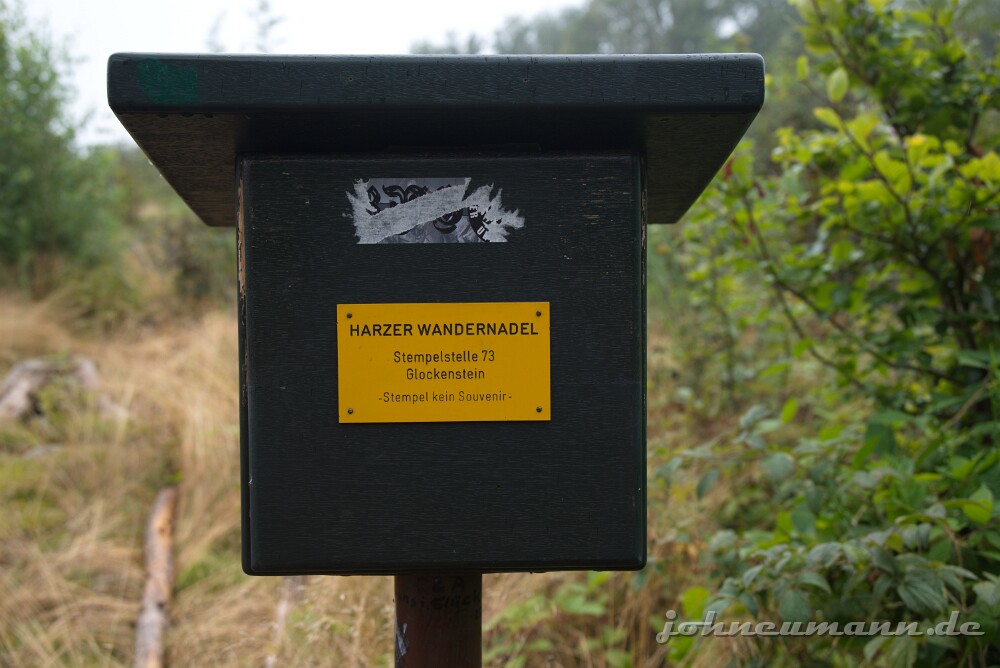 HARZER WANDERNADEL
Stempelstelle 73
Glockenstein
-Stempel kein Souvenir-
johneumann.de